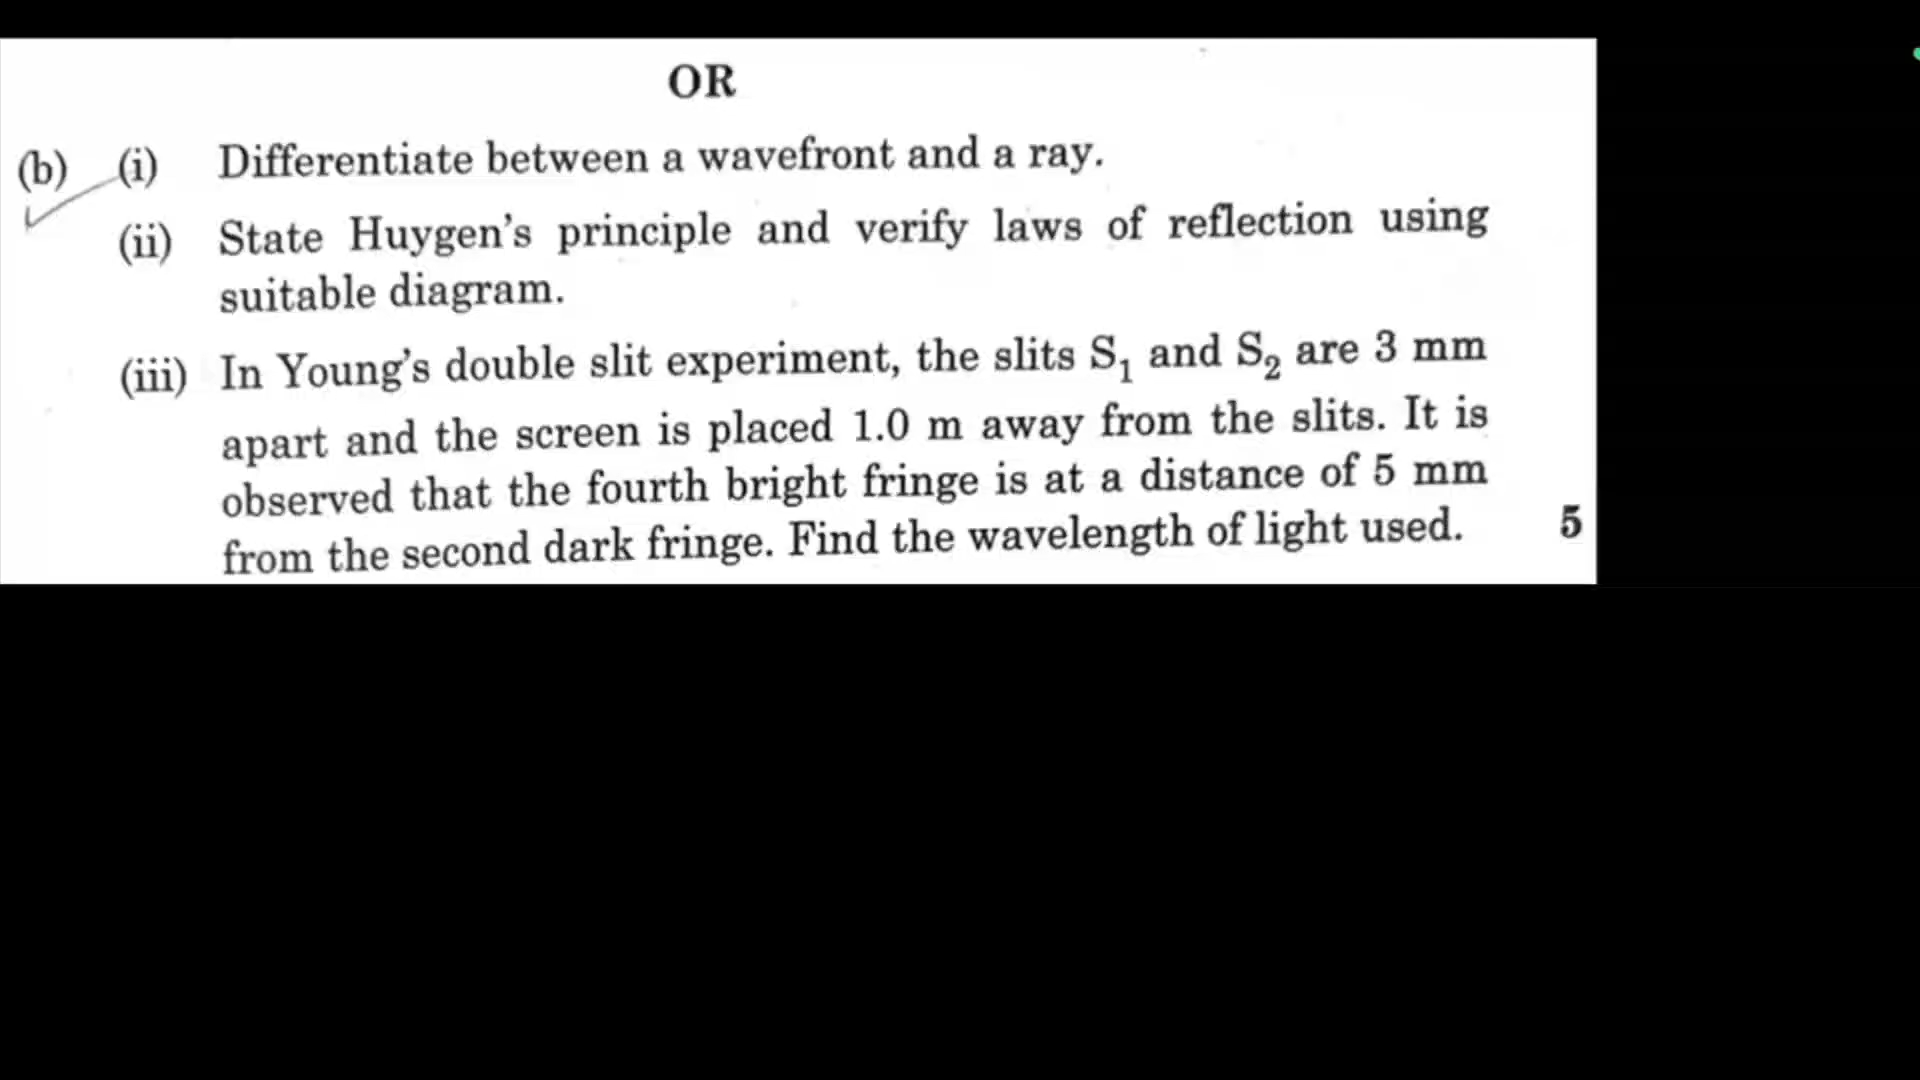 OR
(b) (i) Differentiate between a wavefront and a ray.
(ii) State Huygen's principle and verify laws of reflection using
suitable diagram.
(iii) In Young's double slit experiment, the slits S₁ and S₂ are 3 mm
apart and the screen is placed 1.0 m away from the slits. It is
observed that the fourth bright fringe is at a distance of 5 mm
from the second dark fringe. Find the wavelength of light used. 5